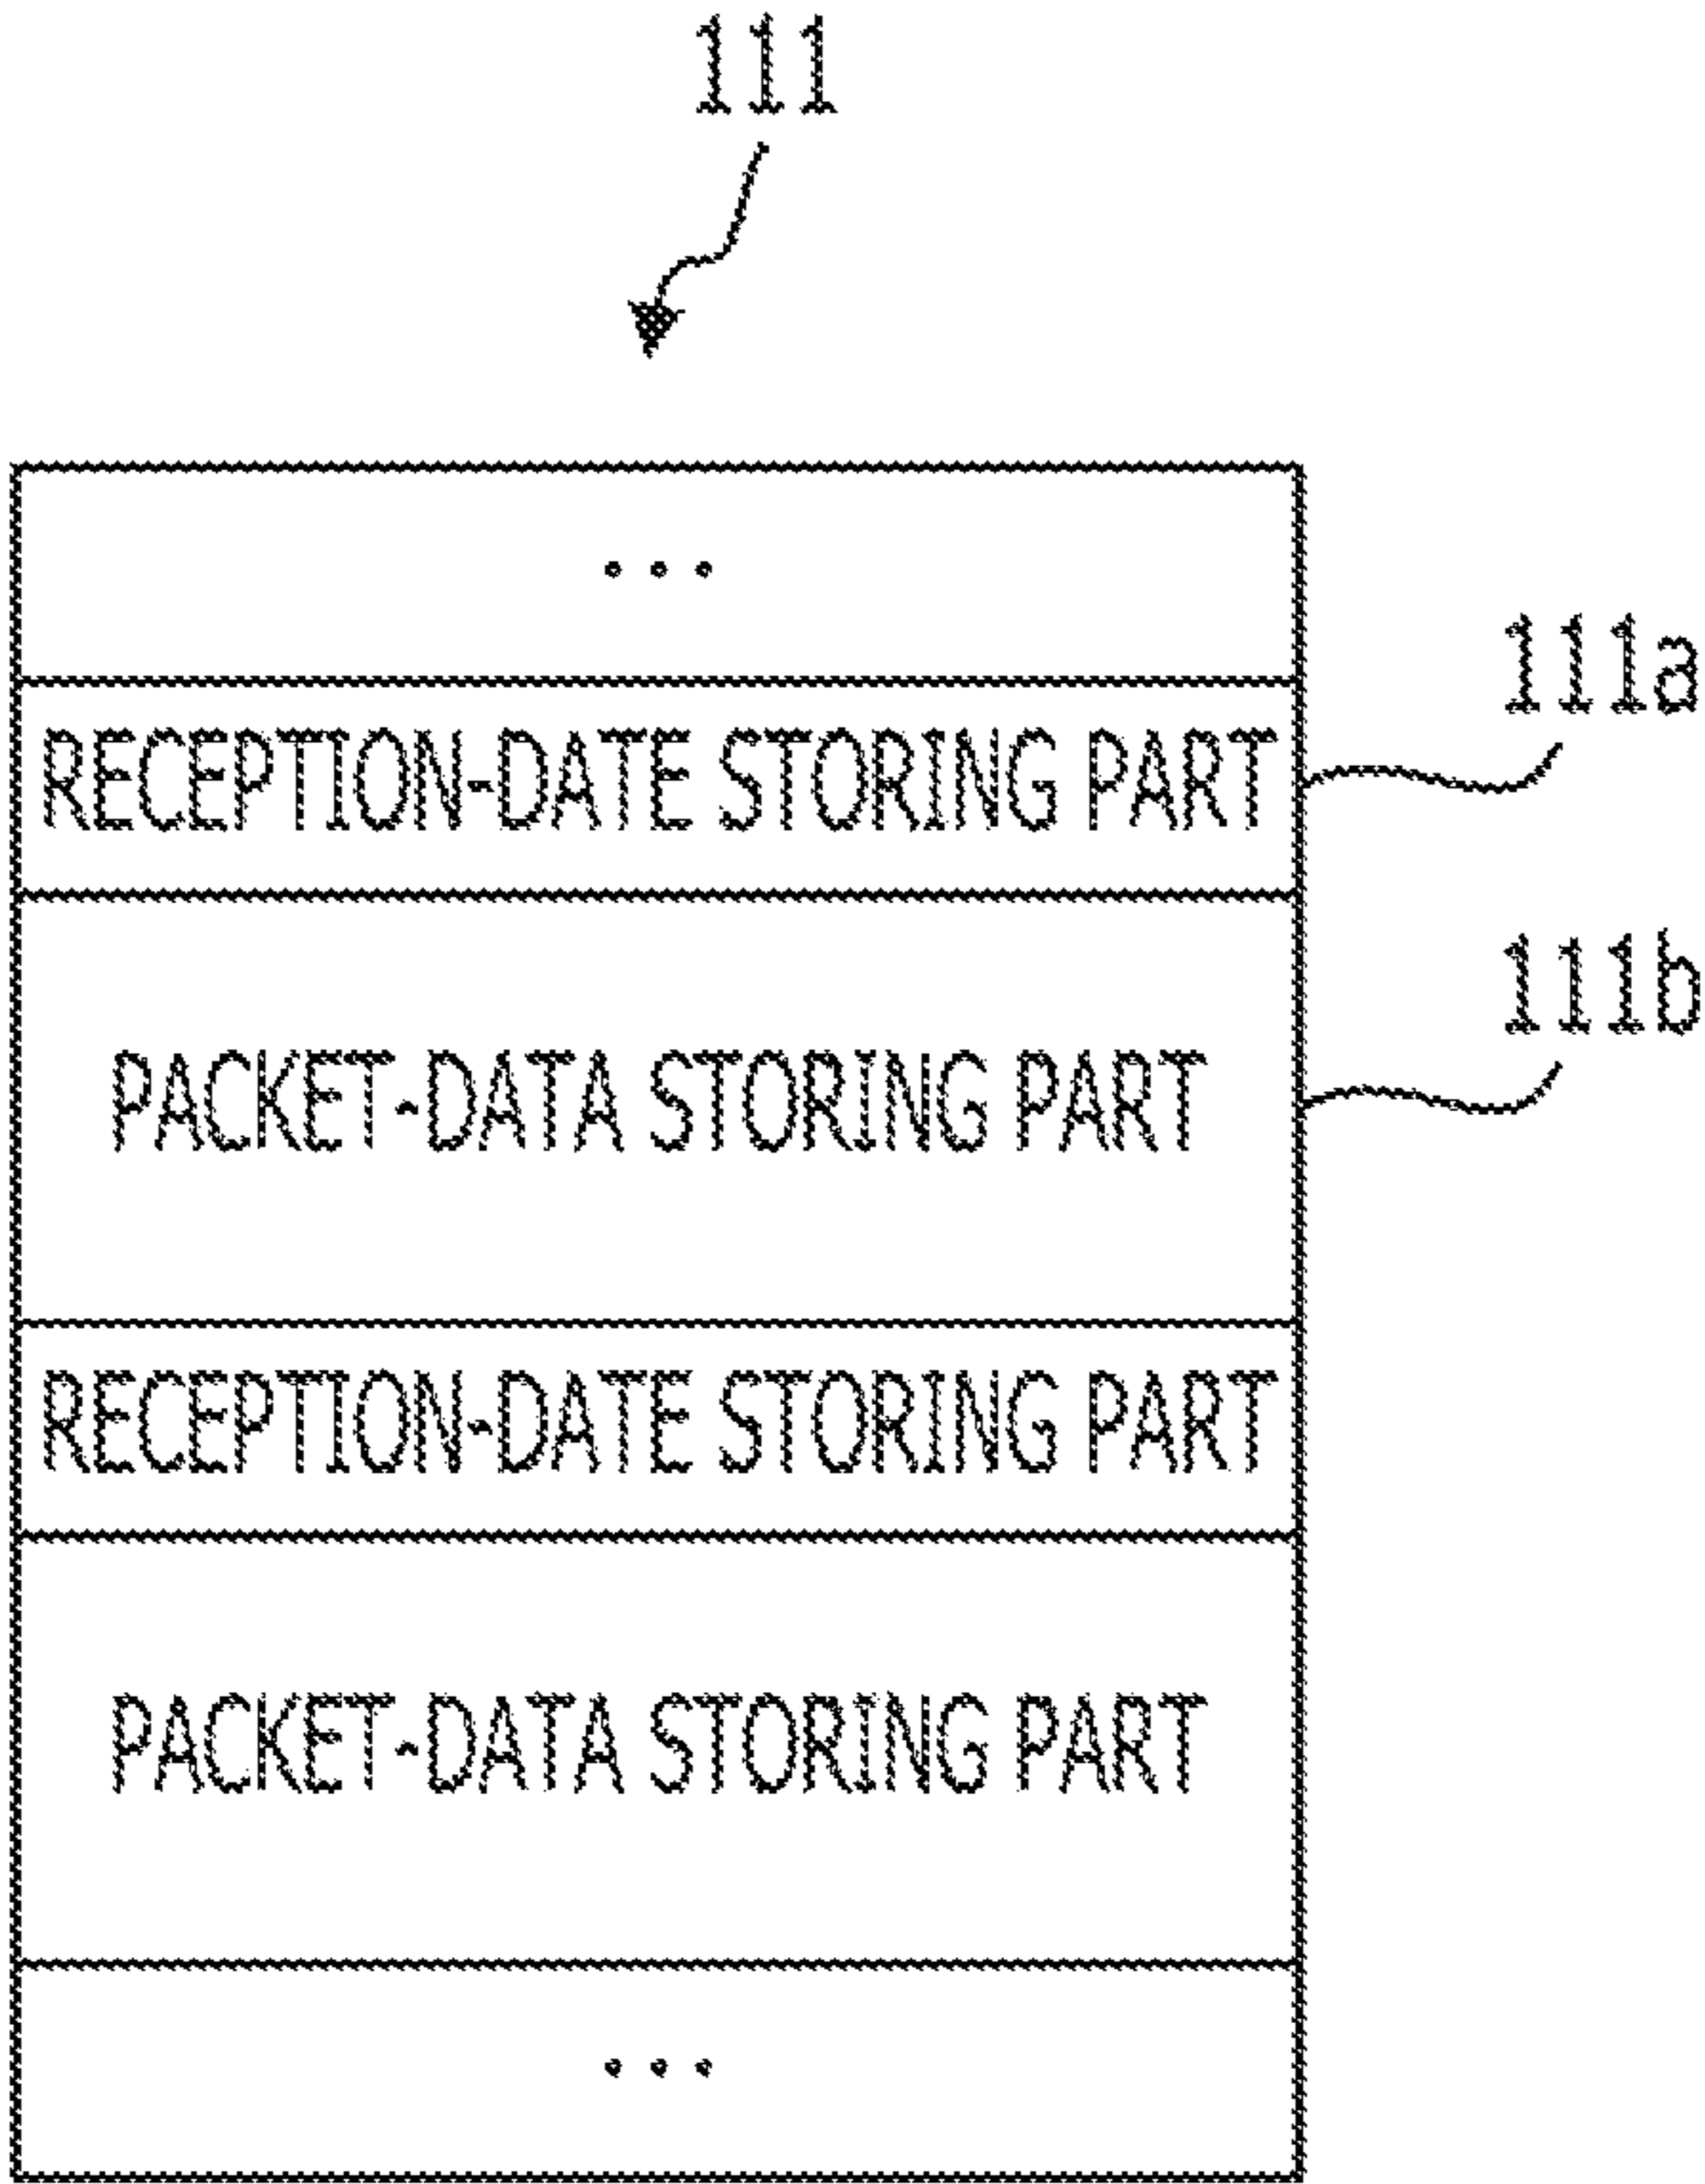 111
...
RECEPTION-DATE STORING PART
111a
PACKET-DATA STORING PART
111b
RECEPTION-DATE STORING PART
PACKET-DATA STORING PART
...